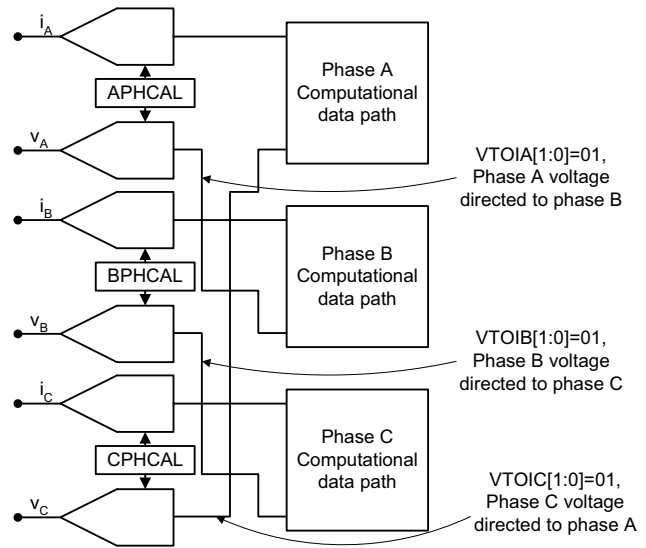 iA
APHCAL
vA
Phase A
Computational
data path
VTOIA[1:0]=01,
Phase A voltage
directed to phase B
iB
BPHCAL
vB
Phase B
Computational
data path
VTOIB[1:0]=01,
Phase B voltage
directed to phase C
iC
CPHCAL
vC
Phase C
Computational
data path
VTOIC[1:0]=01,
Phase C voltage
directed to phase A